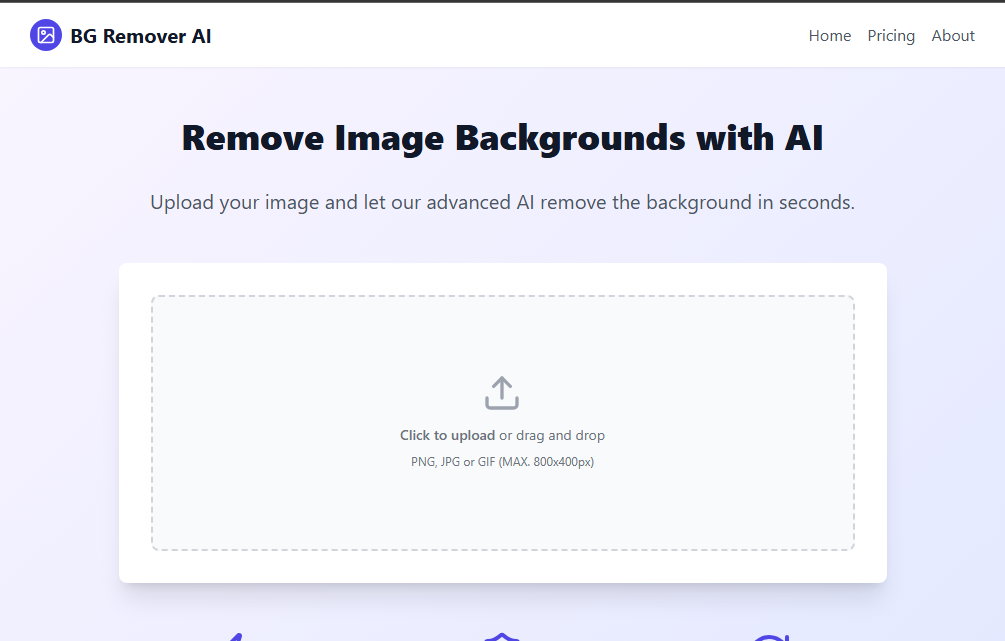 BG Remover AI
Home Pricing About
Remove Image Backgrounds with AI
Upload your image and let our advanced AI remove the background in seconds.
Click to upload or drag and drop
PNG, JPG or GIF (MAX. 800x400px)